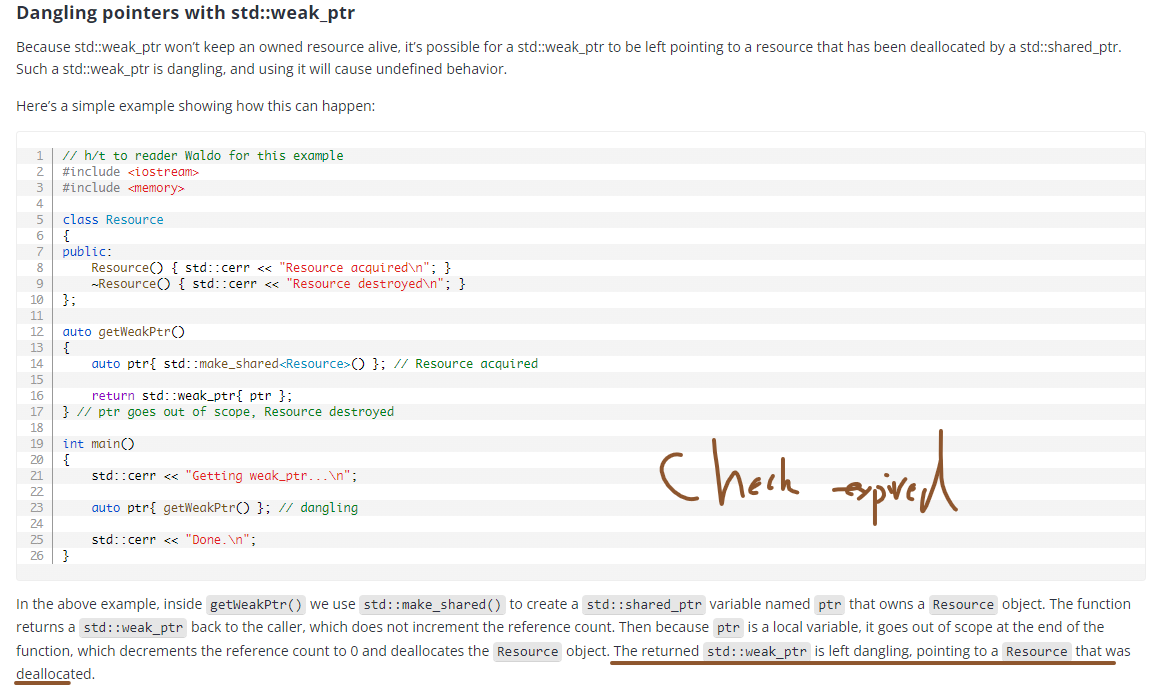 Dangling pointers with std::weak_ptr
Because std::weak_ptr won't keep an owned resource alive, it's possible for a std::weak_ptr to be left pointing to a resource that has been deallocated by a std::shared_ptr.
Such a std::weak_ptr is dangling, and using it will cause undefined behavior.
Here's a simple example showing how this can happen:
1 // h/t to reader Waldo for this example
2 #include <iostream>
3 #include <memory>
4
5 class Resource
6 {
7 public:
8     Resource() { std::cerr << "Resource acquired\n"; }
9     ~Resource() { std::cerr << "Resource destroyed\n"; }
10 };
11
12 auto getWeakPtr()
13 {
14     auto ptr{ std::make_shared<Resource>() }; // Resource acquired
15
16     return std::weak_ptr{ ptr };
17 } // ptr goes out of scope, Resource destroyed
18
19 int main()
20 {
21     std::cerr << "Getting weak_ptr...\n";
22
23     auto ptr{ getWeakPtr() }; // dangling
24
25     std::cerr << "Done.\n";
26 }
Check expired
In the above example, inside getWeakPtr() we use std::make_shared() to create a std::shared_ptr variable named ptr that owns a Resource object. The function
returns a std::weak_ptr back to the caller, which does not increment the reference count. Then because ptr is a local variable, it goes out of scope at the end of the
function, which decrements the reference count to 0 and deallocates the Resource object. The returned std::weak_ptr is left dangling, pointing to a Resource that was
deallocated.